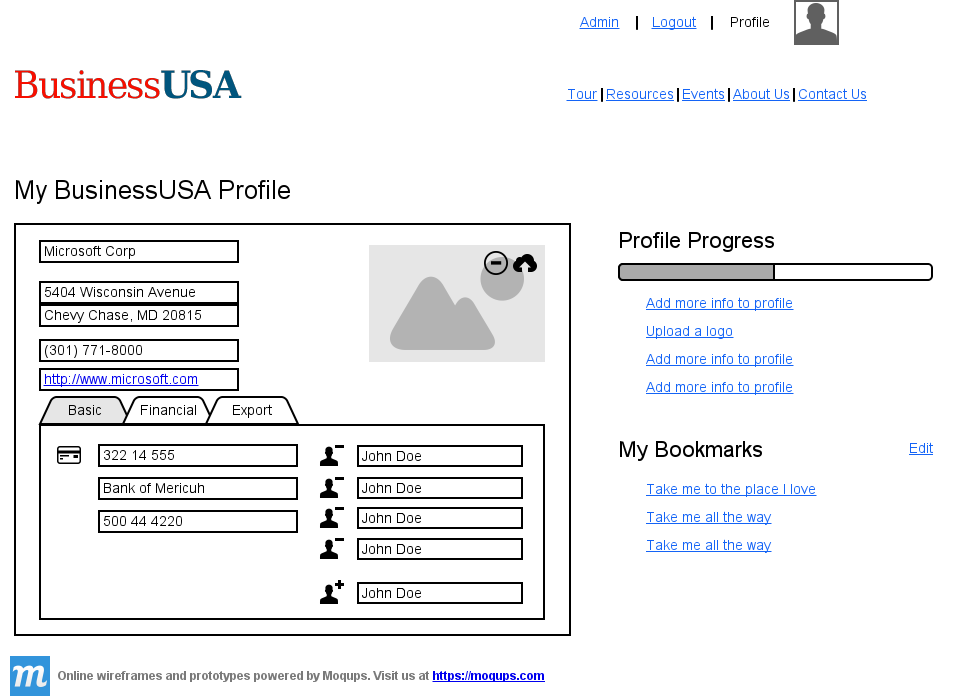 Admin | Logout | Profile
BusinessUSA
Tour | Resources | Events | About Us | Contact Us
My BusinessUSA Profile
Microsoft Corp
5404 Wisconsin Avenue
Chevy Chase, MD 20815
(301) 771-8000
http://www.microsoft.com
Basic Financial Export
322 14 555
Bank of Mericuh
500 44 4220
John Doe
John Doe
John Doe
John Doe
John Doe
Profile Progress
Add more info to profile
Upload a logo
Add more info to profile
Add more info to profile
My Bookmarks Edit
Take me to the place I love
Take me all the way
Take me all the way
m Online wireframes and prototypes powered by Moqups. Visit us at https://moqups.com